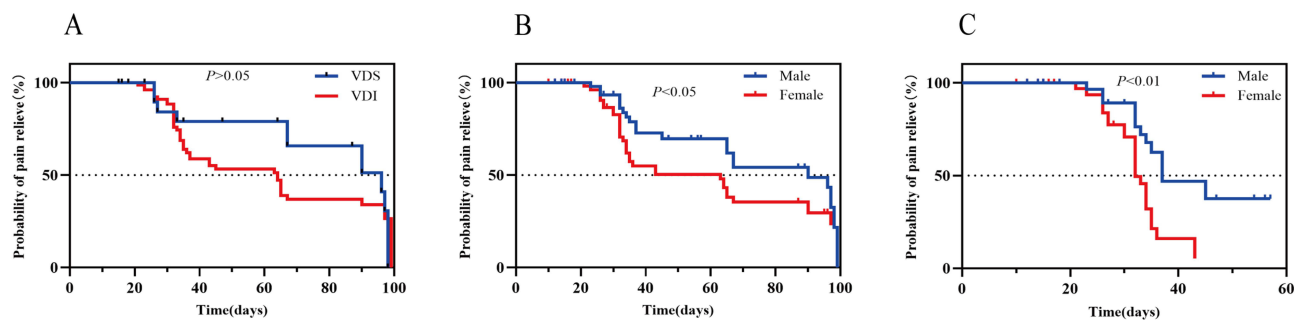 A
Probability of pain relieve(%)
100
50
0
P>0.05
VDS
VDI
0 20 40 60 80 100
Time(days)
B
Probability of pain relieve(%)
100
50
0
P<0.05
Male
Female
0 20 40 60 80 100
Time(days)
C
Probability of pain relieve(%)
100
50
0
P<0.01
Male
Female
0 20 40 60
Time(days)